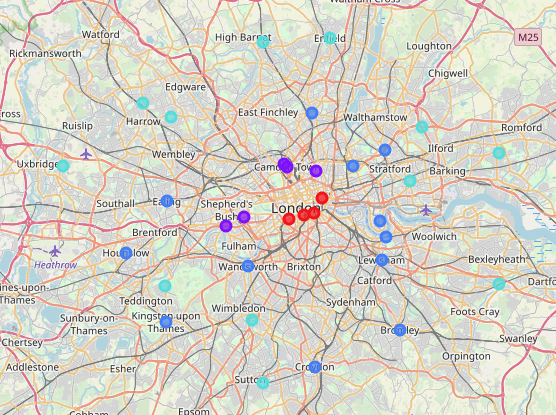 Waltham Cross
Watford
High Barnet
Enfield
M25
Loughton
Rickmansworth
Chigwell
Edgware
ross
East Finchley
Walthamstow
Ruislip
Harrow
Romford
Wembley
Ilford
Uxbridge
Camden Town
Stratford
Barking
Southall
Ealing
Shepherd's
Bush
London
Brentford
Woolwich
Fulham
Heathrow
Hounslow
Wandsworth
Brixton
Lewisham
Bexleyheath
ines-upon-
Thames
Catford
Dartfo
Teddington
Sydenham
Wimbledon
Foots Cray
Sunbury-on-
Thames
Kingston upon
Thames
Bromley
Swanley
Chertsey
Orpington
Addlestone
Esher
Croydon
Sutton
Epsom
Cobham